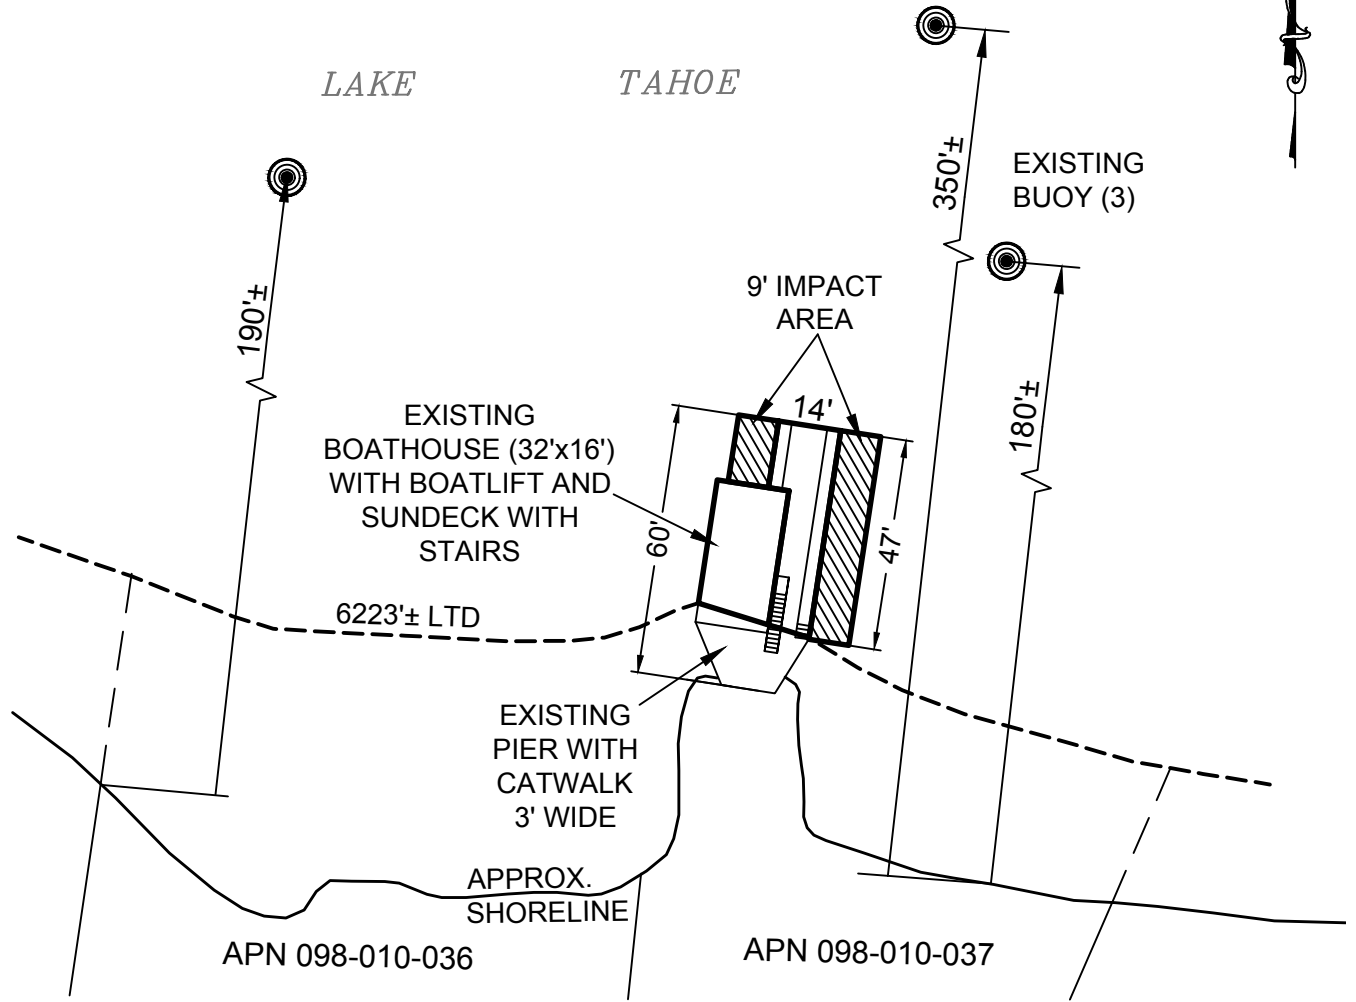 LAKE TAHOE
350'±
EXISTING
BUOY (3)
190'±
9' IMPACT
AREA
14'
180'±
EXISTING
BOATHOUSE (32'x16')
WITH BOATLIFT AND
SUNDECK WITH
STAIRS
60'
47'
6223'± LTD
EXISTING
PIER WITH
CATWALK
3' WIDE
APPROX.
SHORELINE
APN 098-010-036
APN 098-010-037